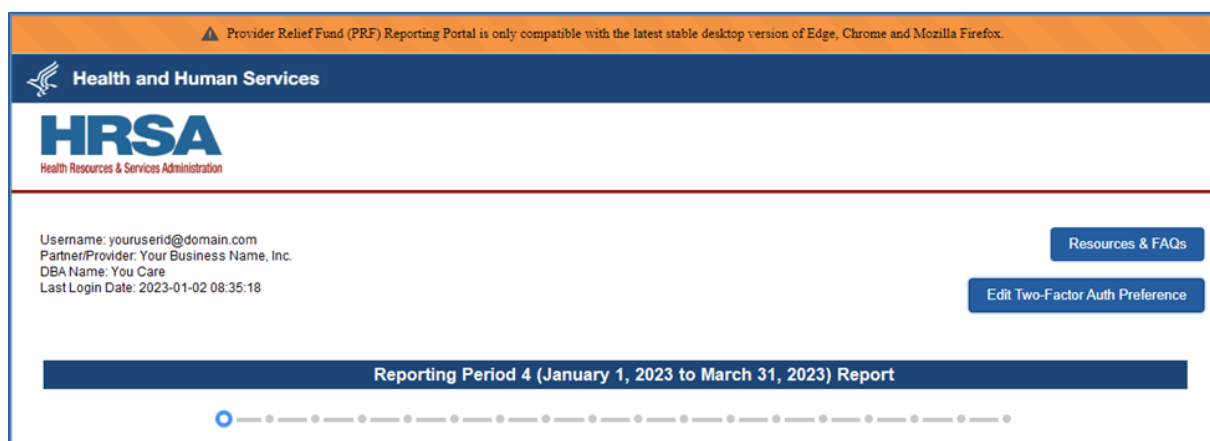 Provider Relief Fund (PRF) Reporting Portal is only compatible with the latest stable desktop version of Edge, Chrome and Mozilla Firefox.
Health and Human Services
HRSA
Health Resources & Services Administration
Username: youruserid@domain.com
Partner/Provider: Your Business Name, Inc.
DBA Name: You Care
Last Login Date: 2023-01-02 08:35:18
Resources & FAQs
Edit Two-Factor Auth Preference
Reporting Period 4 (January 1, 2023 to March 31, 2023) Report